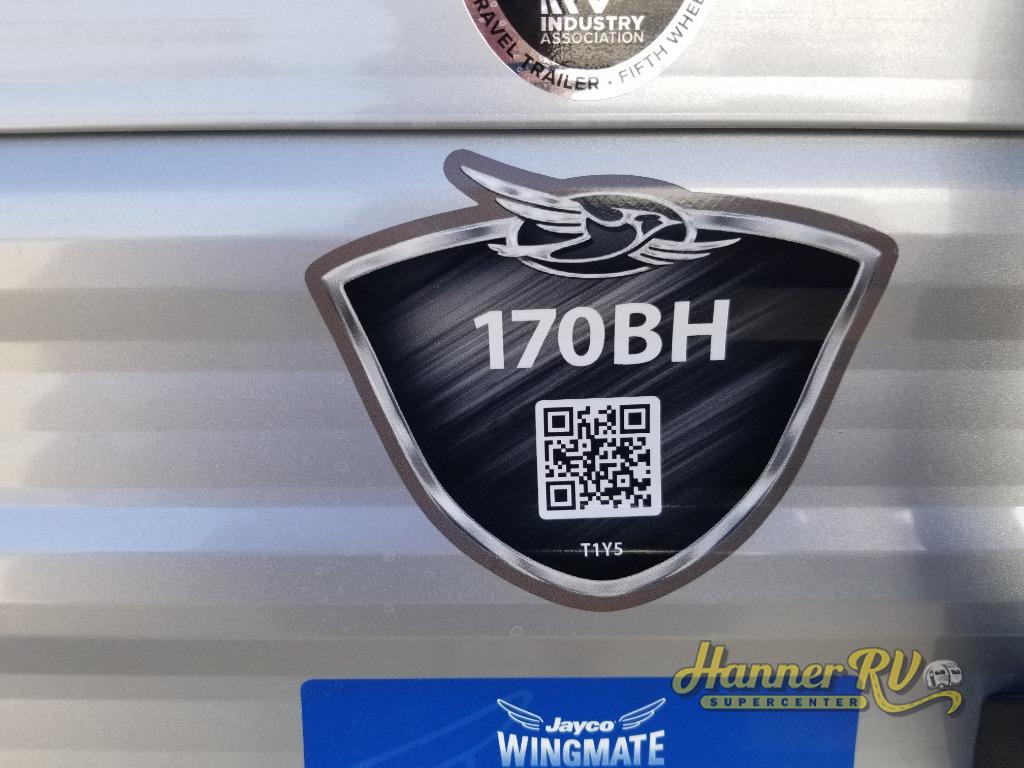 RV
INDUSTRY
ASSOCIATION
TRAVEL TRAILER · FIFTH WHEEL
170BH
T1Y5
Hanner RV
SUPERCENTER
Jayco
WINGMATE